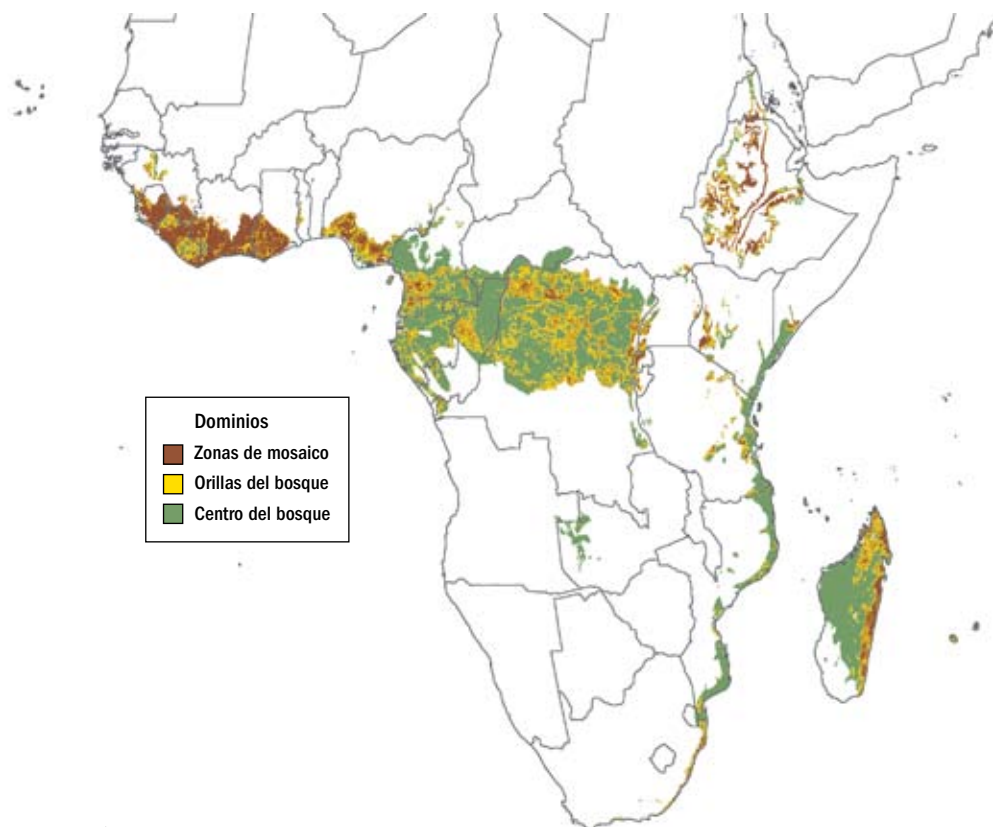 Dominios
Zonas de mosaico
Orillas del bosque
Centro del bosque